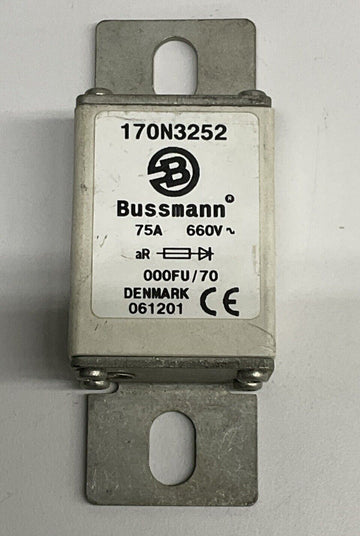 170N3252
B
Bussmann®
75A 660V~
aR
000FU/70
DENMARK CE
061201